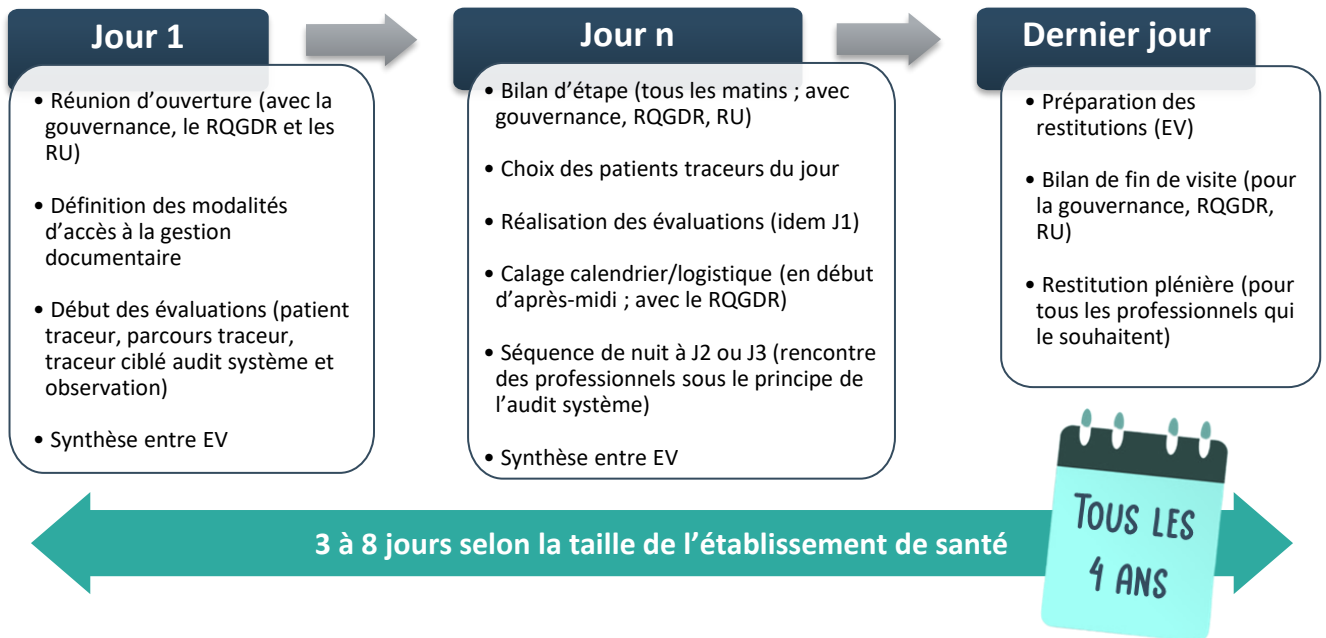 Jour 1
• Réunion d'ouverture (avec la
gouvernance, le RQGDR et les
RU)
• Définition des modalités
d'accès à la gestion
documentaire
• Début des évaluations (patient
traceur, parcours traceur,
traceur ciblé audit système et
observation)
• Synthèse entre EV
Jour n
• Bilan d'étape (tous les matins ; avec
gouvernance, RQGDR, RU)
• Choix des patients traceurs du jour
• Réalisation des évaluations (idem J1)
• Calage calendrier/logistique (en début
d'après-midi ; avec le RQGDR)
• Séquence de nuit à J2 ou J3 (rencontre
des professionnels sous le principe de
l'audit système)
• Synthèse entre EV
Dernier jour
• Préparation des
restitutions (EV)
• Bilan de fin de visite (pour
la gouvernance, RQGDR,
RU)
• Restitution plénière (pour
tous les professionnels qui
le souhaitent)
3 à 8 jours selon la taille de l'établissement de santé
TOUS LES
4 ANS